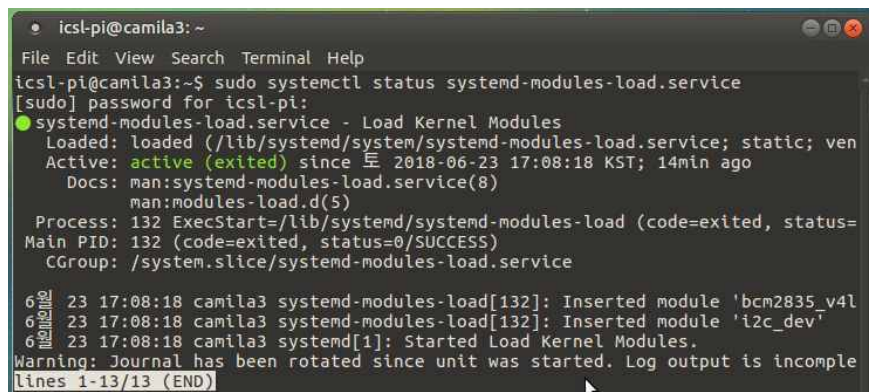 icsl-pi@camila3: ~
File Edit View Search Terminal Help
icsl-pi@camila3:~$ sudo systemctl status systemd-modules-load.service
[sudo] password for icsl-pi:
● systemd-modules-load.service - Load Kernel Modules
Loaded: loaded (/lib/systemd/system/systemd-modules-load.service; static; ven
Active: active (exited) since 토 2018-06-23 17:08:18 KST; 14min ago
Docs: man:systemd-modules-load.service(8)
man:modules-load.d(5)
Process: 132 ExecStart=/lib/systemd/systemd-modules-load (code=exited, status=
Main PID: 132 (code=exited, status=0/SUCCESS)
CGroup: /system.slice/systemd-modules-load.service
6월 23 17:08:18 camila3 systemd-modules-load[132]: Inserted module 'bcm2835_v4l
6월 23 17:08:18 camila3 systemd-modules-load[132]: Inserted module 'i2c_dev'
6월 23 17:08:18 camila3 systemd[1]: Started Load Kernel Modules.
Warning: Journal has been rotated since unit was started. Log output is incomple
lines 1-13/13 (END)